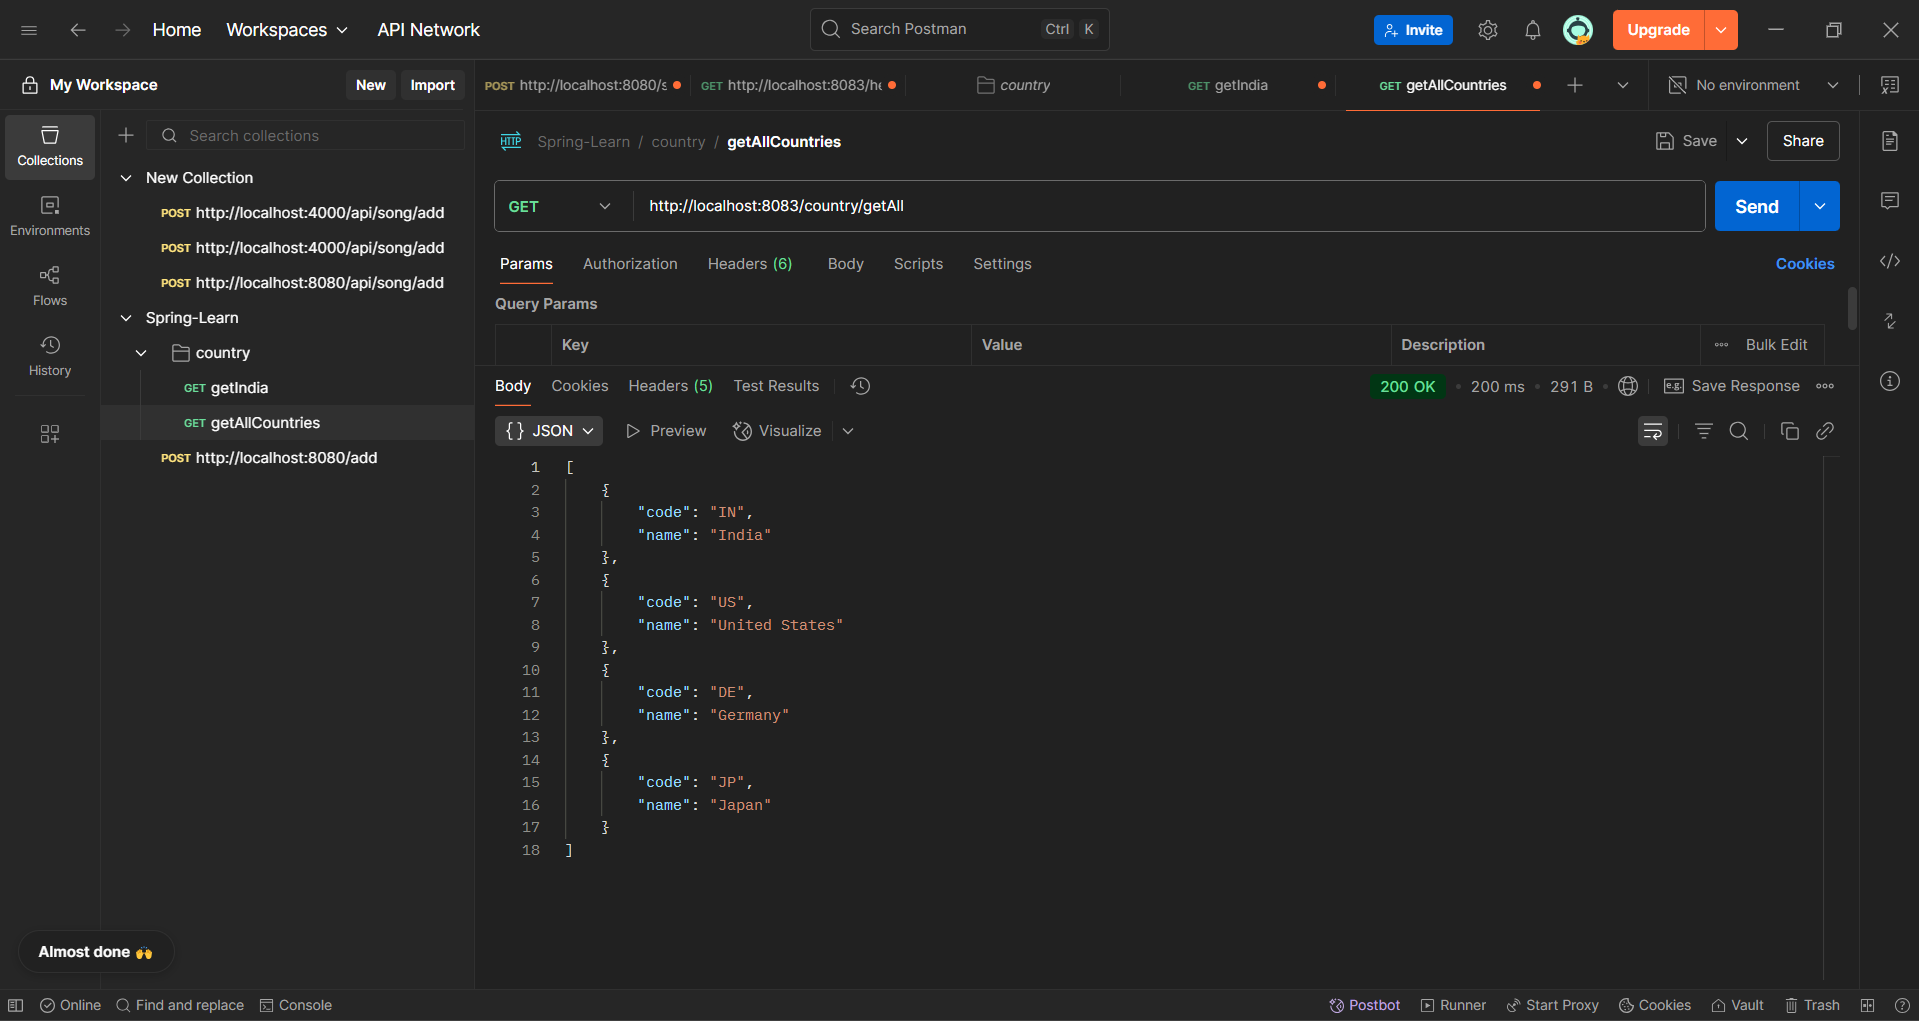 Home Workspaces API Network Search Postman Ctrl K Invite Upgrade
My Workspace New Import POST http://localhost:8080/s GET http://localhost:8083/he country GET getIndia GET getAllCountries No environment
Collections
Environments
Flows
History
Search collections
New Collection
POST http://localhost:4000/api/song/add
POST http://localhost:4000/api/song/add
POST http://localhost:8080/api/song/add
Spring-Learn
country
GET getIndia
GET getAllCountries
POST http://localhost:8080/add
HTTP Spring-Learn / country / getAllCountries Save Share
GET http://localhost:8083/country/getAll Send
Params Authorization Headers (6) Body Scripts Settings Cookies
Query Params
Key Value Description Bulk Edit
Body Cookies Headers (5) Test Results 200 OK 200 ms 291 B e.g. Save Response
{} JSON Preview Visualize
1 [
2 {
3 "code": "IN",
4 "name": "India"
5 },
6 {
7 "code": "US",
8 "name": "United States"
9 },
10 {
11 "code": "DE",
12 "name": "Germany"
13 },
14 {
15 "code": "JP",
16 "name": "Japan"
17 }
18 ]
Almost done 🙌
Online Find and replace Console Postbot Runner Start Proxy Cookies Vault Trash